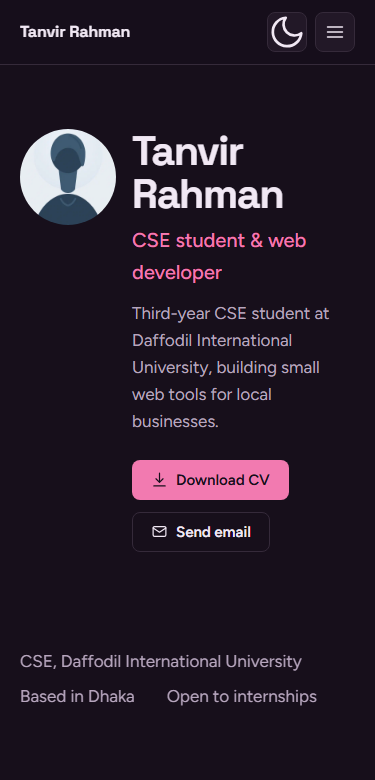 Tanvir Rahman
Tanvir
Rahman
CSE student & web
developer
Third-year CSE student at
Daffodil International
University, building small
web tools for local
businesses.
Download CV
Send email
CSE, Daffodil International University
Based in Dhaka Open to internships